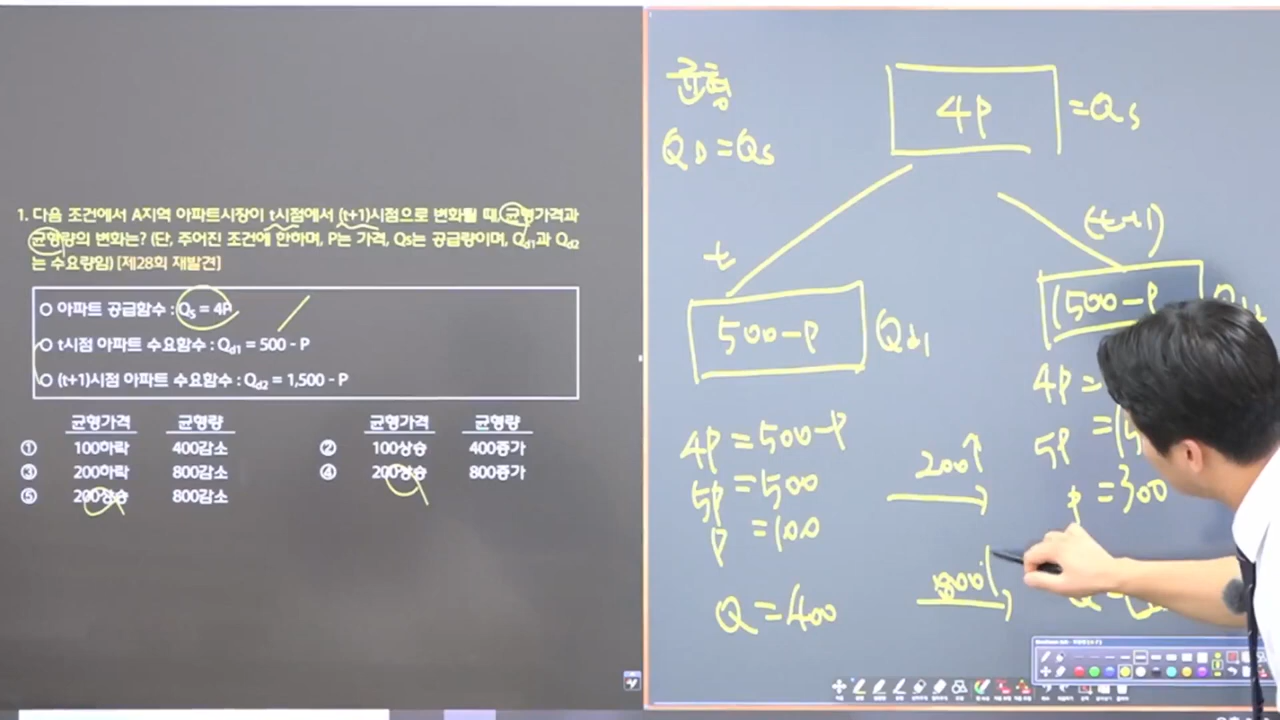 1. 다음 조건에서 A지역 아파트시장이 t시점에서 (t+1)시점으로 변화될 때, 균형가격과
균형량의 변화는? (단, 주어진 조건에 한하며, P는 가격, Qs는 공급량이며, Qd1과 Qd2
는 수요량임) [제28회 재발견]
○ 아파트 공급함수 : QS = 4P
○ t시점 아파트 수요함수 : Qd1 = 500 - P
○ (t+1)시점 아파트 수요함수 : Qd2 = 1,500 - P
균형가격 균형량 균형가격 균형량
① 100하락 400감소 ② 100상승 400증가
③ 200하락 800감소 ④ 200상승 800증가
⑤ 200상승 800감소
균형
QD=QS
4P =QS
t
500-P Qd1
4P=500-P
5P=500
P=100
Q=400
200↑
800↑
(t+1)
1500-P
4P=
5P
P=300